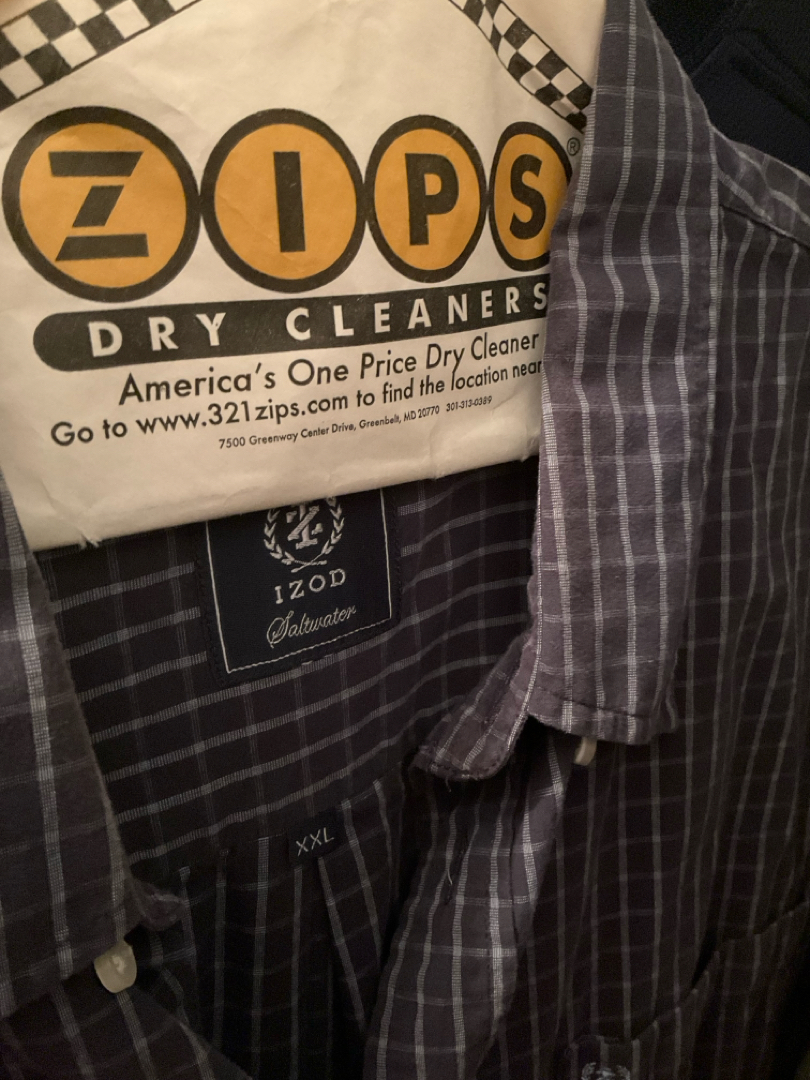 ZIPS®
DRY CLEANERS
America's One Price Dry Cleaner
Go to www.321zips.com to find the location near
7500 Greenway Center Drive, Greenbelt, MD 20770 301-313-0389
IZOD
Saltwater
XXL